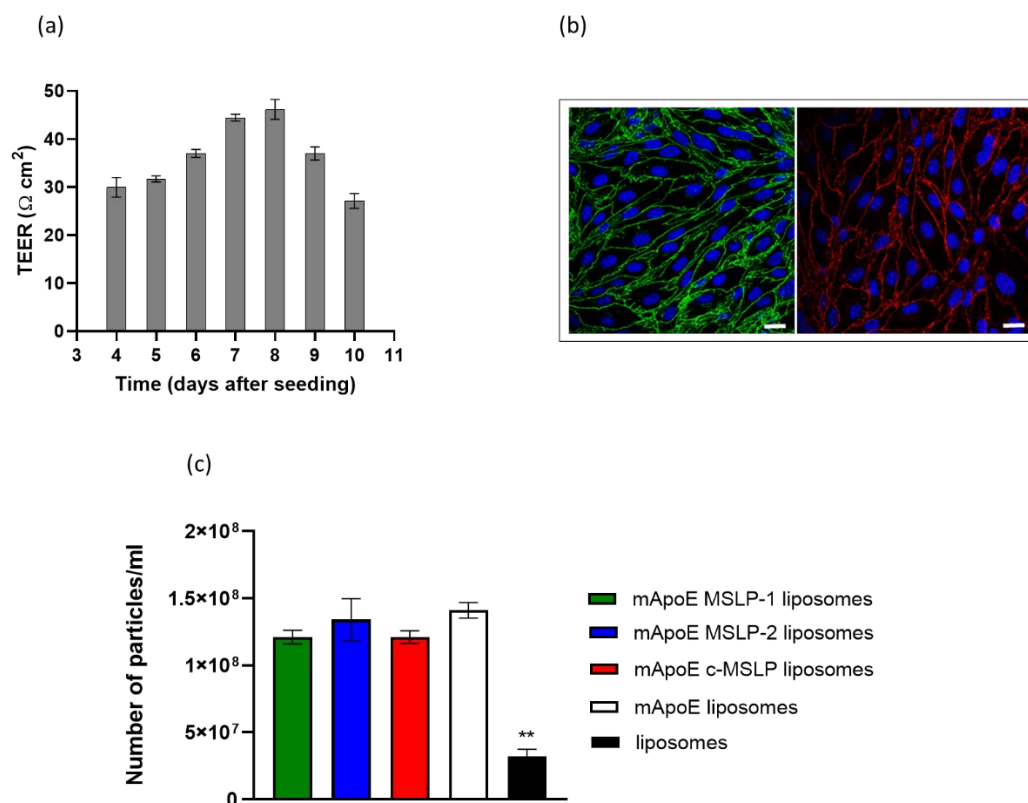 (a)
(b)
TEER (Ω cm²)
50
40
30
20
10
0
3 4 5 6 7 8 9 10 11
Time (days after seeding)
(c)
Number of particles/ml
2×10⁸
1.5×10⁸
1×10⁸
5×10⁷
0
**
mApoE MSLP-1 liposomes
mApoE MSLP-2 liposomes
mApoE c-MSLP liposomes
mApoE liposomes
liposomes